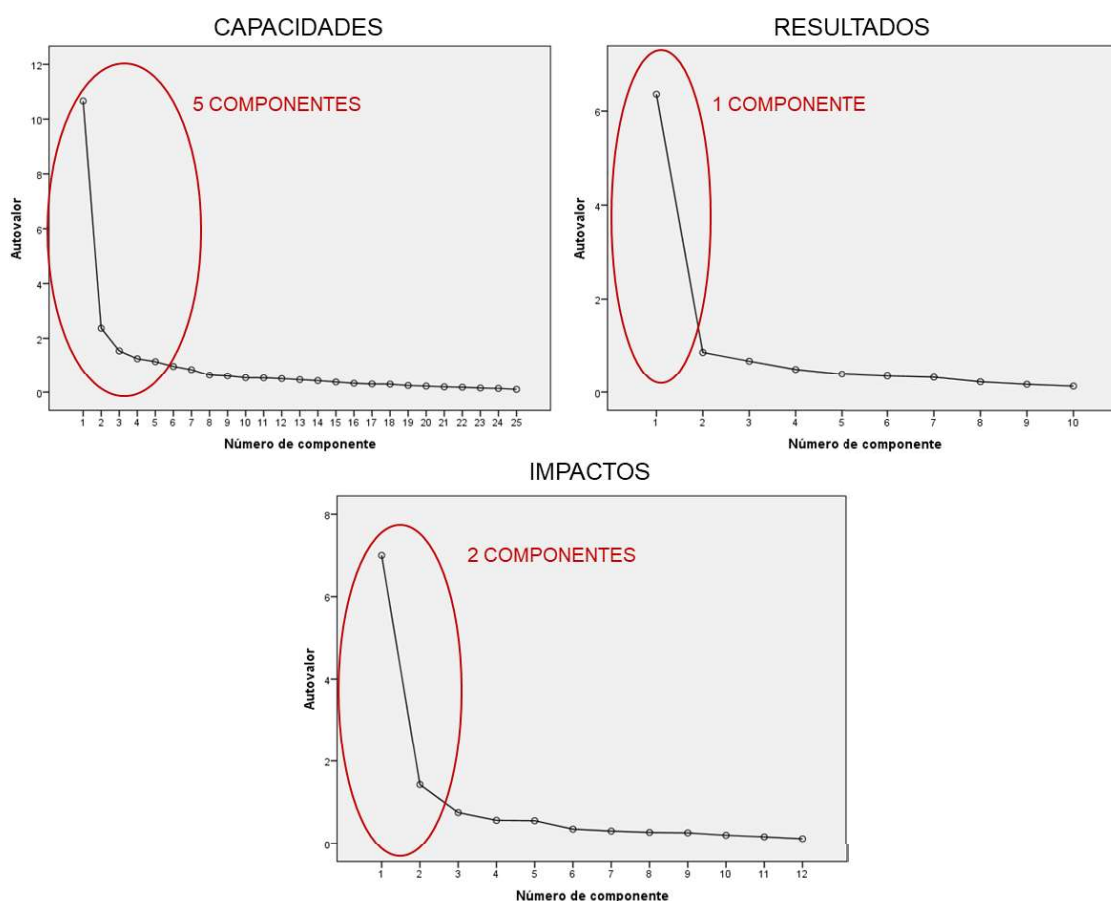 CAPACIDADES
5 COMPONENTES
Autovalor
12
10
8
6
4
2
0
1 2 3 4 5 6 7 8 9 10 11 12 13 14 15 16 17 18 19 20 21 22 23 24 25
Número de componente
RESULTADOS
1 COMPONENTE
Autovalor
6
4
2
0
1 2 3 4 5 6 7 8 9 10
Número de componente
IMPACTOS
2 COMPONENTES
Autovalor
8
6
4
2
0
1 2 3 4 5 6 7 8 9 10 11 12
Número de componente